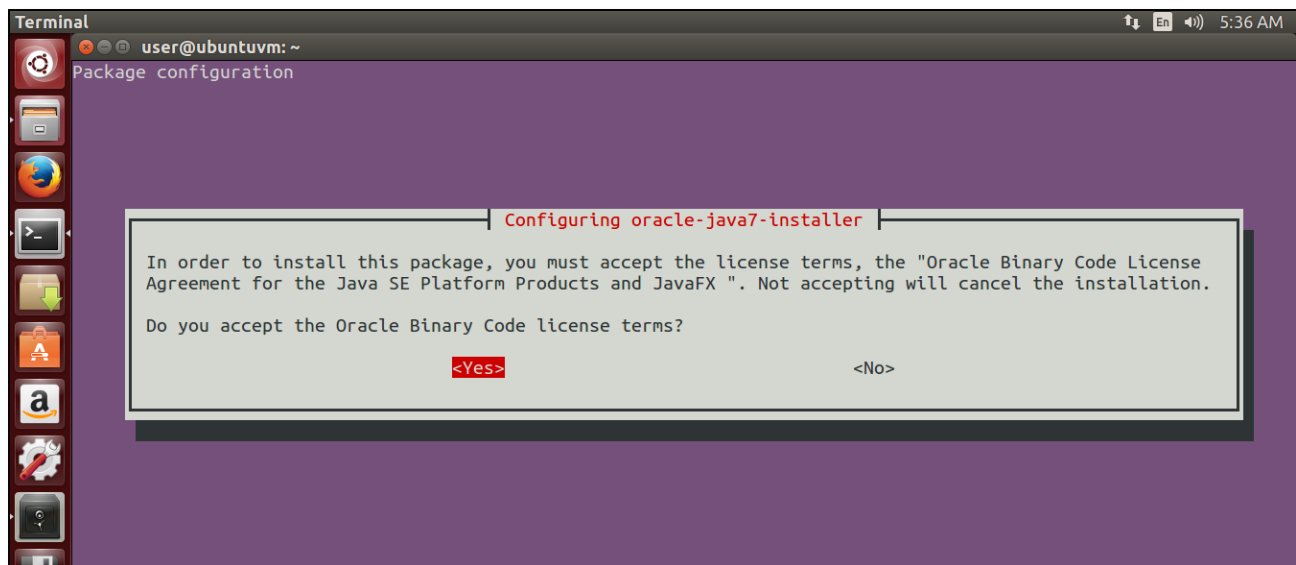 Terminal
En
5:36 AM
user@ubuntuvm: ~
Package configuration
Configuring oracle-java7-installer
In order to install this package, you must accept the license terms, the "Oracle Binary Code License
Agreement for the Java SE Platform Products and JavaFX ". Not accepting will cancel the installation.
Do you accept the Oracle Binary Code license terms?
<Yes> <No>